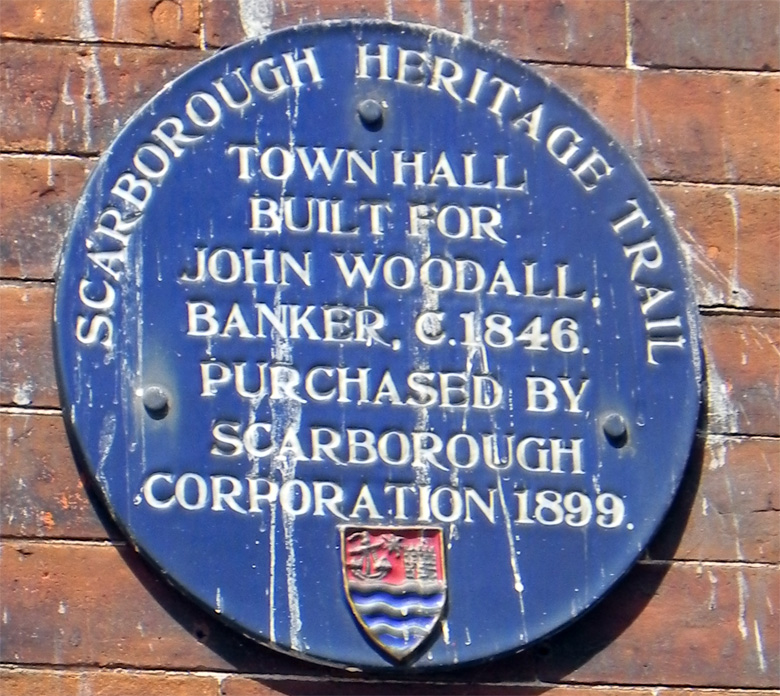 SCARBOROUGH HERITAGE TRAIL
TOWN HALL
BUILT FOR
JOHN WOODALL,
BANKER, C.1846.
PURCHASED BY
SCARBOROUGH
CORPORATION 1899.